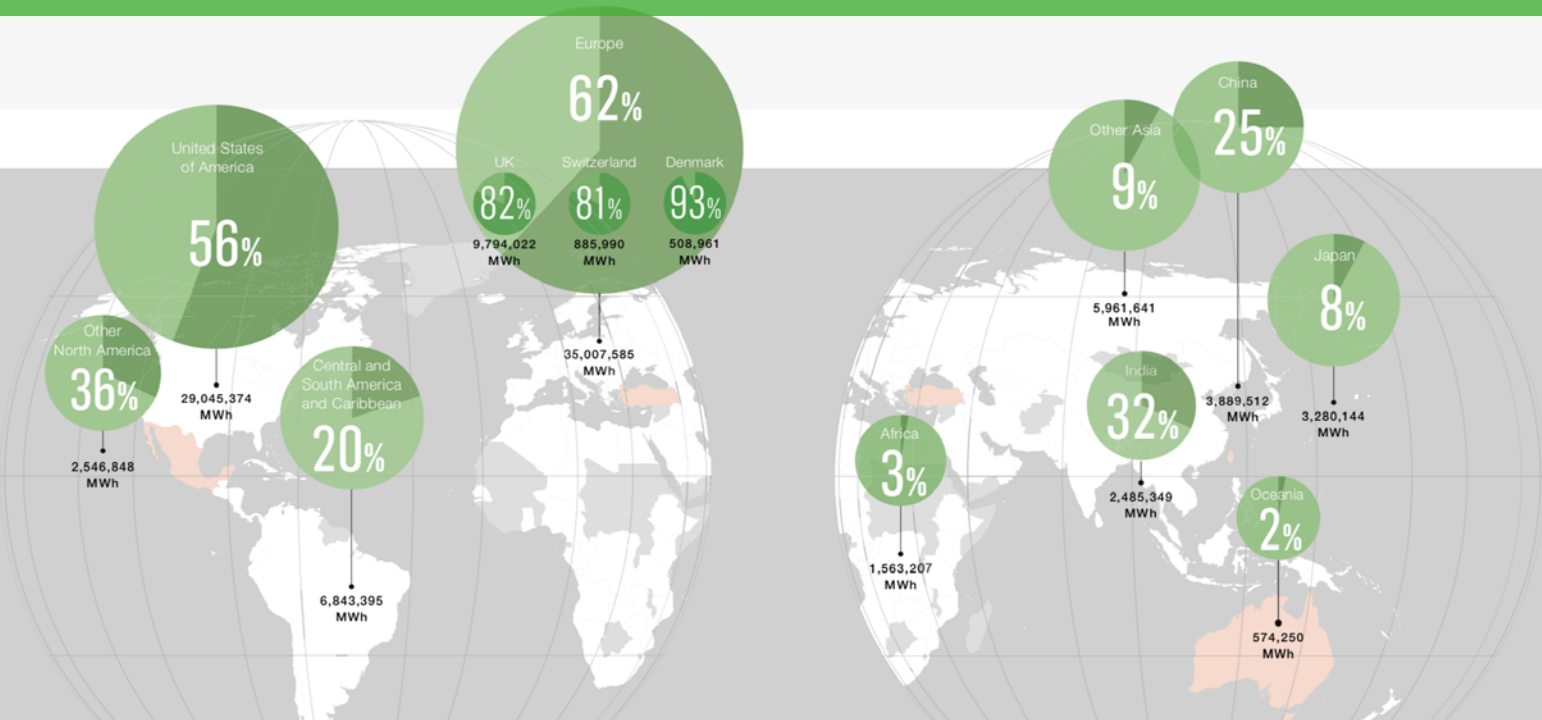 Europe
62%
UK
82%
9,794,022
MWh
Switzerland
81%
885,990
MWh
Denmark
93%
508,961
MWh
35,007,585
MWh
United States
of America
56%
29,045,374
MWh
Other
North America
36%
2,546,848
MWh
Central and
South America
and Caribbean
20%
6,843,395
MWh
Other Asia
9%
5,961,641
MWh
China
25%
3,889,512
MWh
Japan
8%
3,280,144
MWh
India
32%
2,485,349
MWh
Africa
3%
1,563,207
MWh
Oceania
2%
574,250
MWh